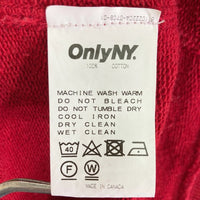 OnlyNY.
100% COTTON
MACHINE WASH WARM
DO NOT BLEACH
DO NOT TUMBLE DRY
COOL IRON
DRY CLEAN
WET CLEAN
40
F W
MADE IN CANADA